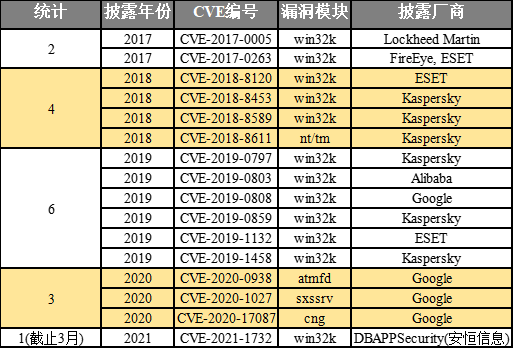 统计 披露年份 CVE编号 漏洞模块 披露厂商
2 2017 CVE-2017-0005 win32k Lockheed Martin
2017 CVE-2017-0263 win32k FireEye, ESET
4 2018 CVE-2018-8120 win32k ESET
2018 CVE-2018-8453 win32k Kaspersky
2018 CVE-2018-8589 win32k Kaspersky
2018 CVE-2018-8611 nt/tm Kaspersky
6 2019 CVE-2019-0797 win32k Kaspersky
2019 CVE-2019-0803 win32k Alibaba
2019 CVE-2019-0808 win32k Google
2019 CVE-2019-0859 win32k Kaspersky
2019 CVE-2019-1132 win32k ESET
2019 CVE-2019-1458 win32k Kaspersky
3 2020 CVE-2020-0938 atmfd Google
2020 CVE-2020-1027 sxssrv Google
2020 CVE-2020-17087 cng Google
1(截止3月) 2021 CVE-2021-1732 win32k DBAPPSecurity(安恒信息)